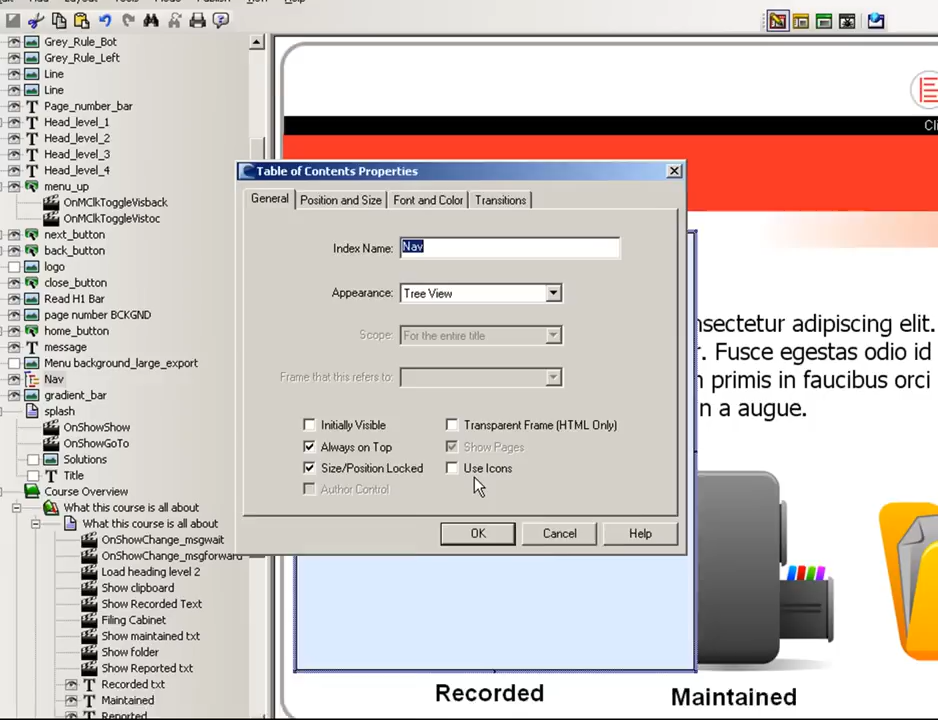 Grey_Rule_Bot
Grey_Rule_Left
Line
Line
Page_number_bar
Head_level_1
Head_level_2
Head_level_3
Head_level_4
menu_up
OnMClkToggleVisback
OnMClkToggleVistoc
next_button
back_button
logo
close_button
Read H1 Bar
page number BCKGND
home_button
message
Menu background_large_export
Nav
gradient_bar
splash
OnShowShow
OnShowGoTo
Solutions
Title
Course Overview
What this course is all about
What this course is all about
OnShowChange_msgwait
OnShowChange_msgforward
Load heading level 2
Show clipboard
Show Recorded Text
Filing Cabinet
Show maintained txt
Show folder
Show Reported txt
Recorded txt
Maintained
Reported
Cli
Table of Contents Properties
General
Position and Size
Font and Color
Transitions
Index Name: Nav
Appearance: Tree View
Scope: For the entire title
Frame that this refers to:
Initially Visible
Transparent Frame (HTML Only)
Always on Top
Show Pages
Size/Position Locked
Use Icons
Author Control
OK
Cancel
Help
nsectetur adipiscing elit.
r. Fusce egestas odio id
n primis in faucibus orci
n a augue.
Recorded
Maintained